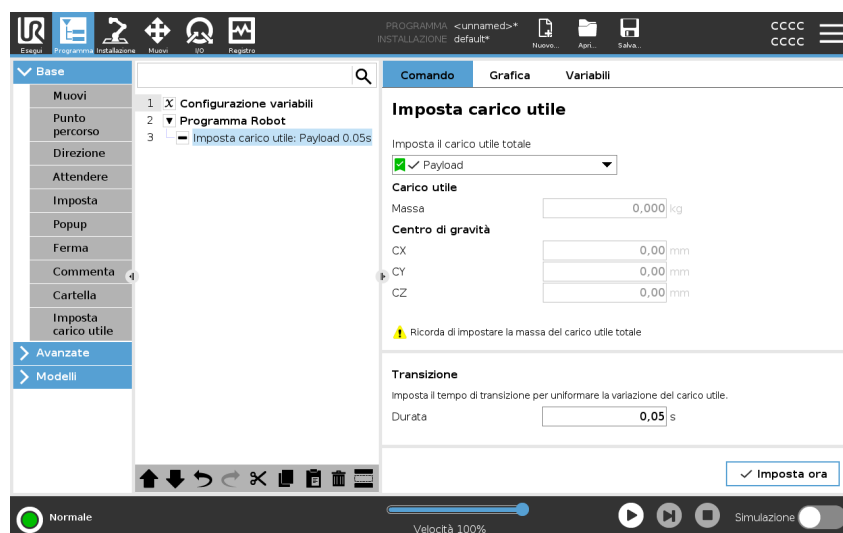 PROGRAMMA <unnamed>*
INSTALLAZIONE default*
Esegui
Programma
Installazione
Muovi
I/O
Registro
Nuovo...
Apri...
Salva...
CCCC
CCCC
Base
Muovi
Punto
percorso
Direzione
Attendere
Imposta
Popup
Ferma
Commenta
Cartella
Imposta
carico utile
Avanzate
Modelli
1 X Configurazione variabili
2 Programma Robot
3 Imposta carico utile: Payload 0.05s
Comando Grafica Variabili
Imposta carico utile
Imposta il carico utile totale
Payload
Carico utile
Massa 0,000 kg
Centro di gravità
CX 0,00 mm
CY 0,00 mm
CZ 0,00 mm
Ricorda di impostare la massa del carico utile totale
Transizione
Imposta il tempo di transizione per uniformare la variazione del carico utile.
Durata 0,05 s
Imposta ora
Normale
Velocità 100%
Simulazione